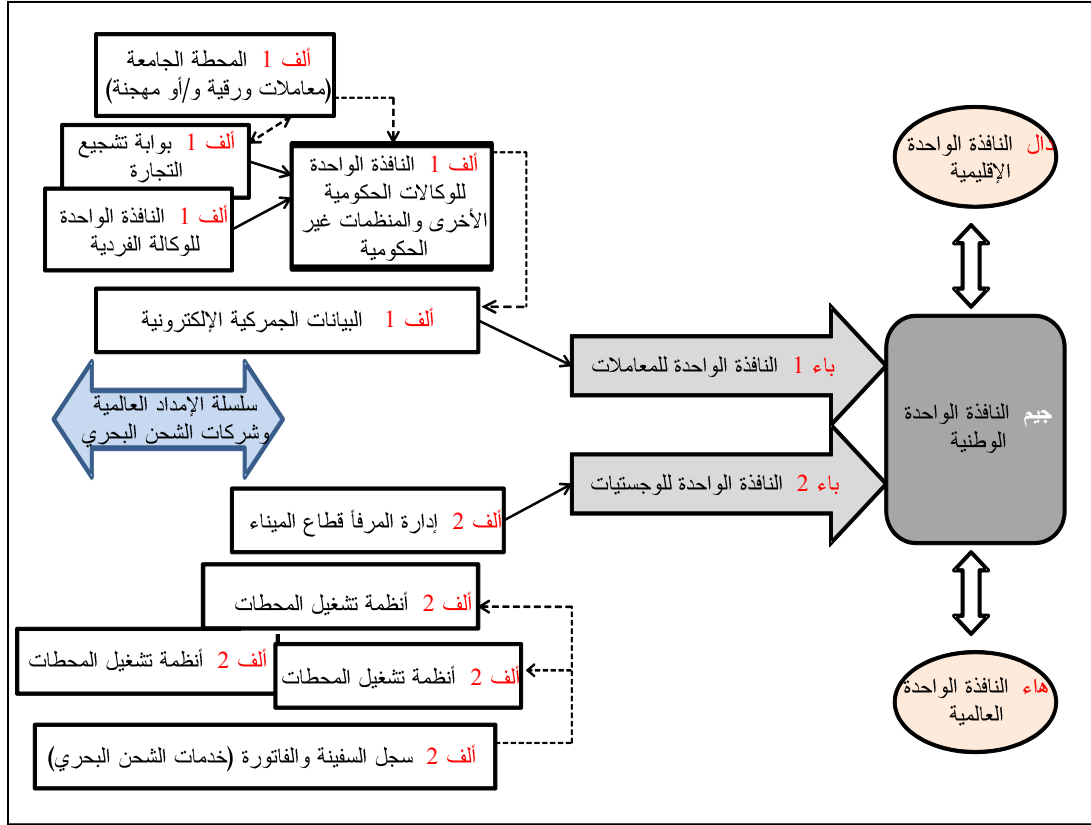 ألف 1 المحطة الجامعة
(معاملات ورقية و/أو مهجنة)
ألف 1 بوابة تشجيع
التجارة
ألف 1 النافذة الواحدة
للوكالة الفردية
ألف 1 النافذة الواحدة
للوكالات الحكومية
الأخرى والمنظمات غير
الحكومية
ألف 1 البيانات الجمركية الإلكترونية
سلسلة الإمداد العالمية
وشركات الشحن البحري
باء 1 النافذة الواحدة للمعاملات
باء 2 النافذة الواحدة للوجستيات
جيم النافذة الواحدة
الوطنية
دال النافذة الواحدة
الإقليمية
هاء النافذة الواحدة
العالمية
ألف 2 إدارة المرفأ قطاع الميناء
ألف 2 أنظمة تشغيل المحطات
ألف 2 أنظمة تشغيل المحطات
ألف 2 أنظمة تشغيل المحطات
ألف 2 سجل السفينة والفاتورة (خدمات الشحن البحري)